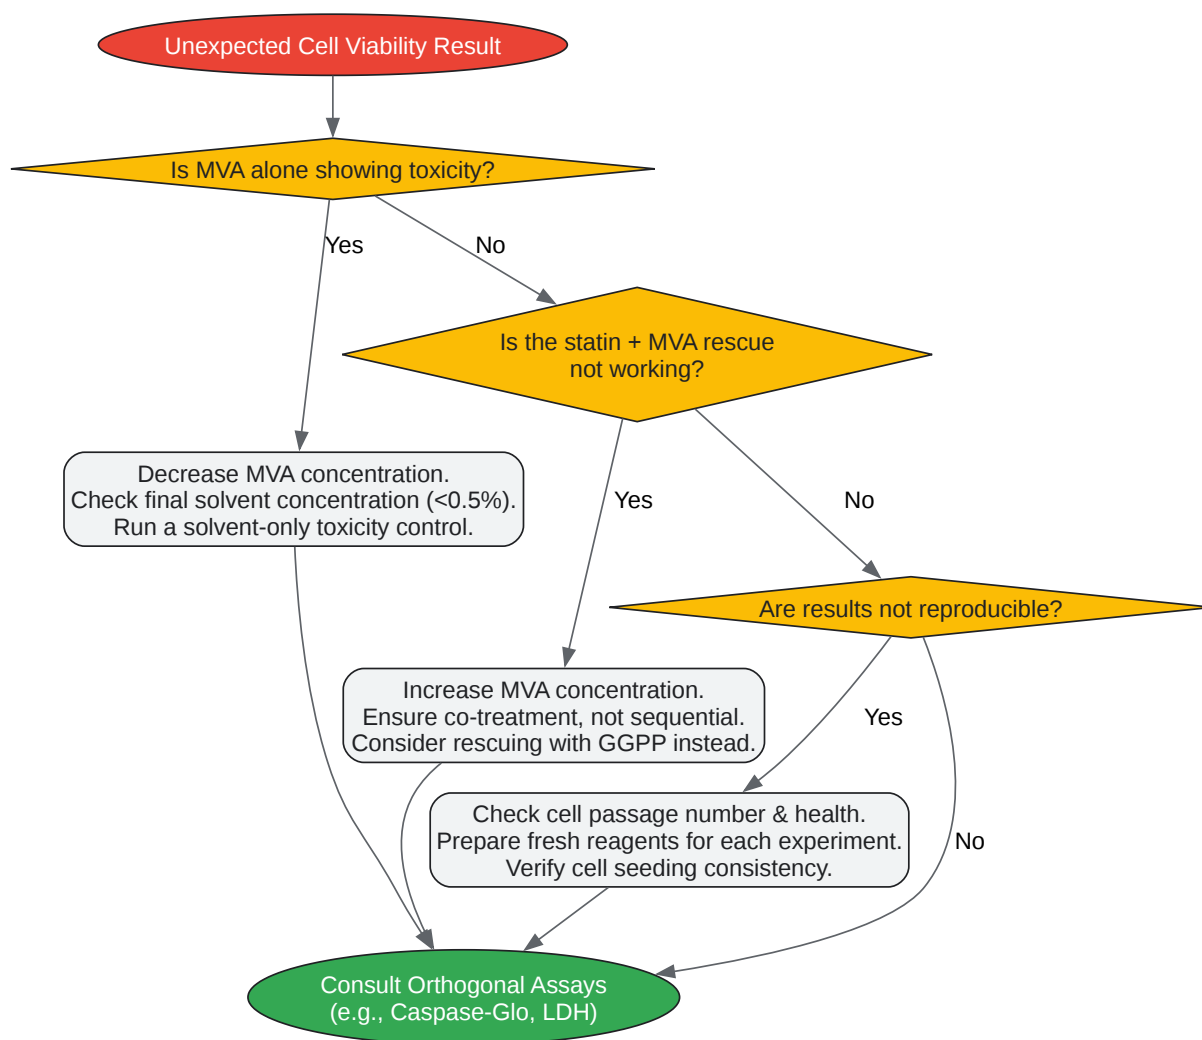 Unexpected Cell Viability Result
Is MVA alone showing toxicity?
Yes
No
Is the statin + MVA rescue
not working?
Decrease MVA concentration.
Check final solvent concentration (<0.5%).
Run a solvent-only toxicity control.
Yes
No
Are results not reproducible?
Increase MVA concentration.
Ensure co-treatment, not sequential.
Consider rescuing with GGPP instead.
Yes
Check cell passage number & health.
Prepare fresh reagents for each experiment.
Verify cell seeding consistency.
No
Consult Orthogonal Assays
(e.g., Caspase-Glo, LDH)